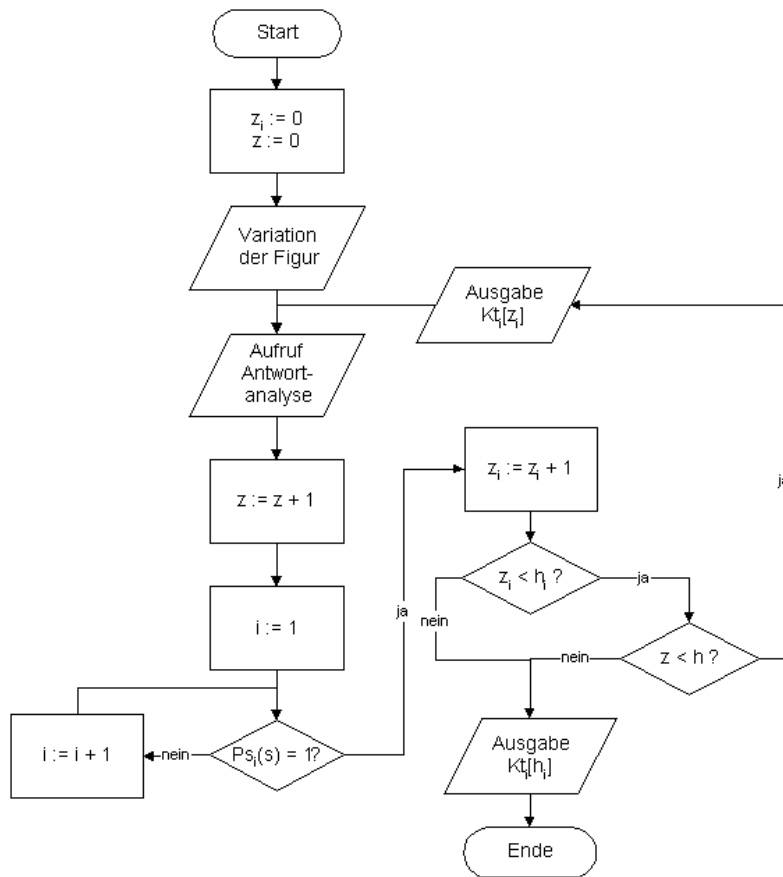 Start
zᵢ := 0
z := 0
Variation
der Figur
Ausgabe
Ktᵢ[zᵢ]
Aufruf
Antwort-
analyse
z := z + 1
zᵢ := zᵢ + 1
ja
zᵢ < hᵢ ?
ja
nein
i := 1
ja
z < h ?
nein
i := i + 1
nein
Psᵢ(s) = 1?
Ausgabe
Ktᵢ[hᵢ]
Ende